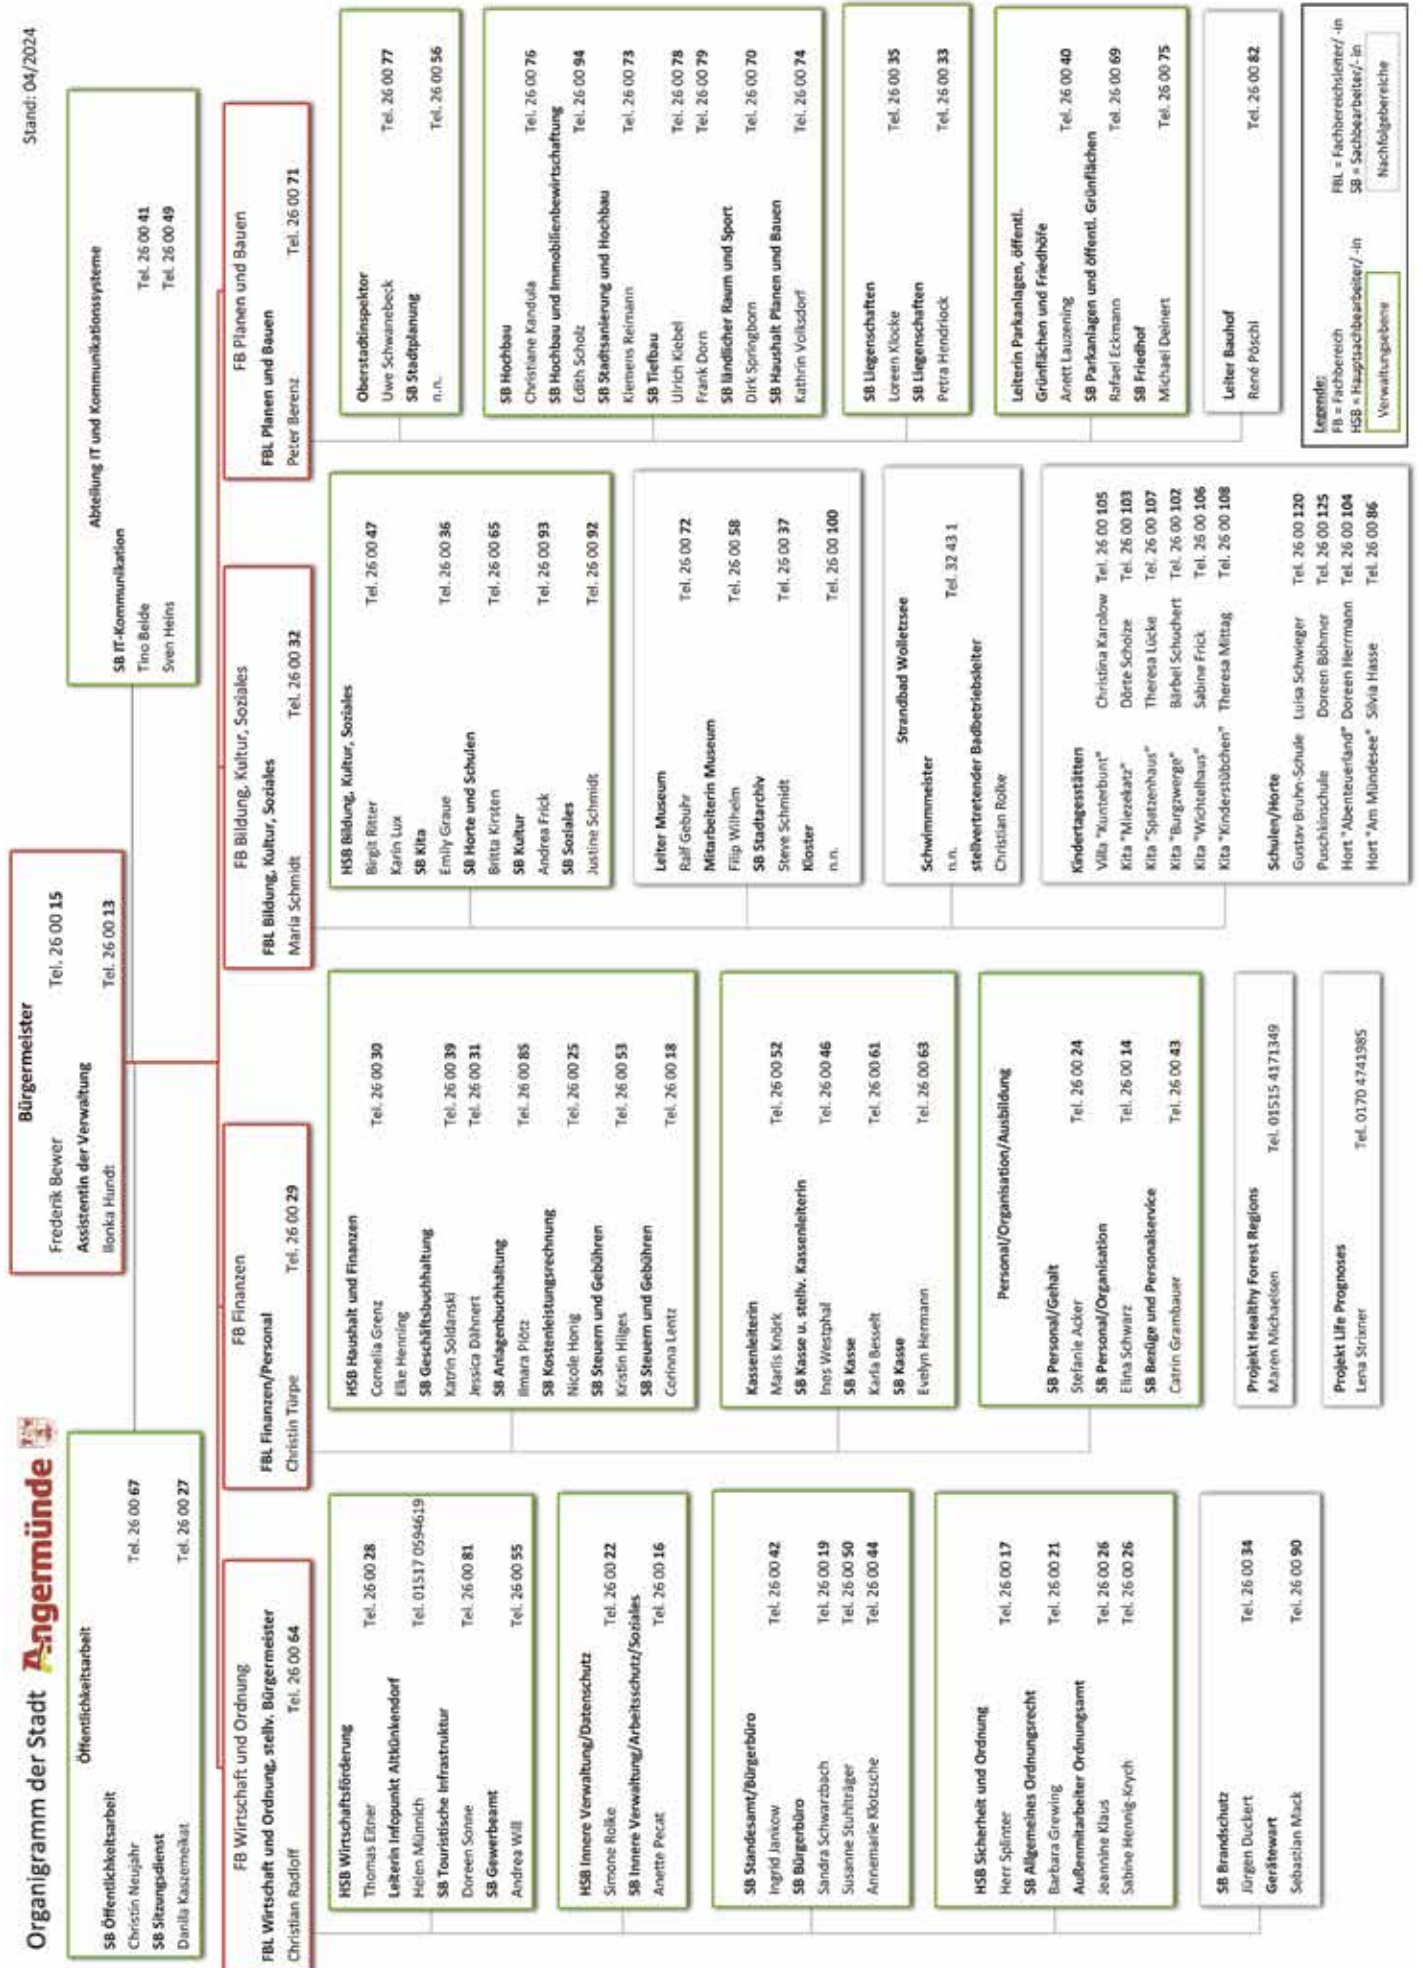 Organigramm der Stadt Angermünde
Stand: 04/2024
Bürgermeister
Frederik Bewer Tel. 26 00 15
Assistentin der Verwaltung
Ilonka Hundt Tel. 26 00 13
Öffentlichkeitsarbeit
SB Öffentlichkeitsarbeit
Christin Neujahr Tel. 26 00 67
SB Sitzungsdienst
Danila Kaszemeikat Tel. 26 00 27
Abteilung IT und Kommunikationssysteme
SB IT-Kommunikation
Tino Belde Tel. 26 00 41
Sven Heins Tel. 26 00 49
FB Wirtschaft und Ordnung
FBL Wirtschaft und Ordnung, stellv. Bürgermeister
Christian Radloff Tel. 26 00 64
HSB Wirtschaftsförderung
Thomas Eitner Tel. 26 00 28
Leiterin Infopunkt Altkünkendorf
Helen Münnich Tel. 01517 0594619
SB Touristische Infrastruktur
Doreen Sonne Tel. 26 00 81
SB Gewerbeamt
Andrea Will Tel. 26 00 55
HSB Innere Verwaltung/Datenschutz
Simone Rolke Tel. 26 00 22
SB Innere Verwaltung/Arbeitsschutz/Soziales
Anette Pecat Tel. 26 00 16
SB Standesamt/Bürgerbüro
Ingrid Jankow Tel. 26 00 42
SB Bürgerbüro
Sandra Schwarzbach Tel. 26 00 19
Susanne Stuhlträger Tel. 26 00 50
Annemarie Klotzsche Tel. 26 00 44
HSB Sicherheit und Ordnung
Herr Splinter Tel. 26 00 17
SB Allgemeines Ordnungsrecht
Barbara Grewing Tel. 26 00 21
Außenmitarbeiter Ordnungsamt
Jeannine Klaus Tel. 26 00 26
Sabine Hennig-Krych Tel. 26 00 26
SB Brandschutz
Jürgen Duckert Tel. 26 00 34
Gerätewart
Sebastian Mack Tel. 26 00 90
FB Finanzen
FBL Finanzen/Personal
Christin Türpe Tel. 26 00 29
HSB Haushalt und Finanzen
Cornelia Grenz Tel. 26 00 30
Elke Henning
SB Geschäftsbuchhaltung
Katrin Soldanski Tel. 26 00 39
Jessica Dähnert Tel. 26 00 31
SB Anlagenbuchhaltung
Ilmara Plötz Tel. 26 00 85
SB Kostenleistungsrechnung
Nicole Honig Tel. 26 00 25
SB Steuern und Gebühren
Kristin Hilges Tel. 26 00 53
SB Steuern und Gebühren
Corinna Lentz Tel. 26 00 18
Kassenleiterin
Marlis Knörk Tel. 26 00 52
SB Kasse u. stellv. Kassenleiterin
Ines Westphal Tel. 26 00 46
SB Kasse
Karla Besselt Tel. 26 00 61
SB Kasse
Evelyn Hermann Tel. 26 00 63
Personal/Organisation/Ausbildung
SB Personal/Gehalt
Stefanie Acker Tel. 26 00 24
SB Personal/Organisation
Elina Schwarz Tel. 26 00 14
SB Bezüge und Personalservice
Catrin Grambauer Tel. 26 00 43
Projekt Healthy Forest Regions
Maren Michaelsen Tel. 01515 4171349
Projekt Life Prognoses
Lena Strixner Tel. 0170 4741985
FB Bildung, Kultur, Soziales
FBL Bildung, Kultur, Soziales
Maria Schmidt Tel. 26 00 32
HSB Bildung, Kultur, Soziales
Birgit Ritter Tel. 26 00 47
Karin Lux
SB Kita
Emily Graue Tel. 26 00 36
SB Horte und Schulen
Britta Kirsten Tel. 26 00 65
SB Kultur
Andrea Frick Tel. 26 00 93
SB Soziales
Justine Schmidt Tel. 26 00 92
Leiter Museum
Ralf Gebuhr Tel. 26 00 72
Mitarbeiterin Museum
Filip Wilhelm Tel. 26 00 58
SB Stadtarchiv
Steve Schmidt Tel. 26 00 37
Kloster
n.n. Tel. 26 00 100
Strandbad Wolletzsee
Schwimmmeister
n.n. Tel. 32 43 1
stellvertretender Badbetriebsleiter
Christian Rolke
Kindertagesstätten
Villa "Kunterbunt" Christina Karolow Tel. 26 00 105
Kita "Miezekatz" Dörte Scholze Tel. 26 00 103
Kita "Spatzenhaus" Theresa Lücke Tel. 26 00 107
Kita "Burgzwerge" Bärbel Schuchert Tel. 26 00 102
Kita "Wichtelhaus" Sabine Frick Tel. 26 00 106
Kita "Kinderstübchen" Theresa Mittag Tel. 26 00 108
Schulen/Horte
Gustav Bruhn-Schule Luisa Schwieger Tel. 26 00 120
Puschkinschule Doreen Böhmer Tel. 26 00 125
Hort "Abenteuerland" Doreen Herrmann Tel. 26 00 104
Hort "Am Mündesee" Silvia Hasse Tel. 26 00 86
FB Planen und Bauen
FBL Planen und Bauen
Peter Berenz Tel. 26 00 71
Oberstadtinspektor
Uwe Schwanebeck Tel. 26 00 77
SB Stadtplanung
n.n. Tel. 26 00 56
SB Hochbau
Christiane Kandula Tel. 26 00 76
SB Hochbau und Immobilienbewirtschaftung
Edith Scholz Tel. 26 00 94
SB Stadtsanierung und Hochbau
Klemens Reimann Tel. 26 00 73
SB Tiefbau
Ulrich Kiebel Tel. 26 00 78
Frank Dorn Tel. 26 00 79
SB ländlicher Raum und Sport
Dirk Springborn Tel. 26 00 70
SB Haushalt Planen und Bauen
Kathrin Volksdorf Tel. 26 00 74
SB Liegenschaften
Loreen Klocke Tel. 26 00 35
SB Liegenschaften
Petra Hendriock Tel. 26 00 33
Leiterin Parkanlagen, öffentl.
Grünflächen und Friedhöfe
Anett Lauzening Tel. 26 00 40
SB Parkanlagen und öffentl. Grünflächen
Rafael Eckmann Tel. 26 00 69
SB Friedhof
Michael Deinert Tel. 26 00 75
Leiter Bauhof
René Pöschl Tel. 26 00 82
Legende:
FB = Fachbereich FBL = Fachbereichsleiter/ -in
HSB = Hauptsachbearbeiter/ -in SB = Sachbearbeiter/- in
Verwaltungsebene Nachfolgebereiche